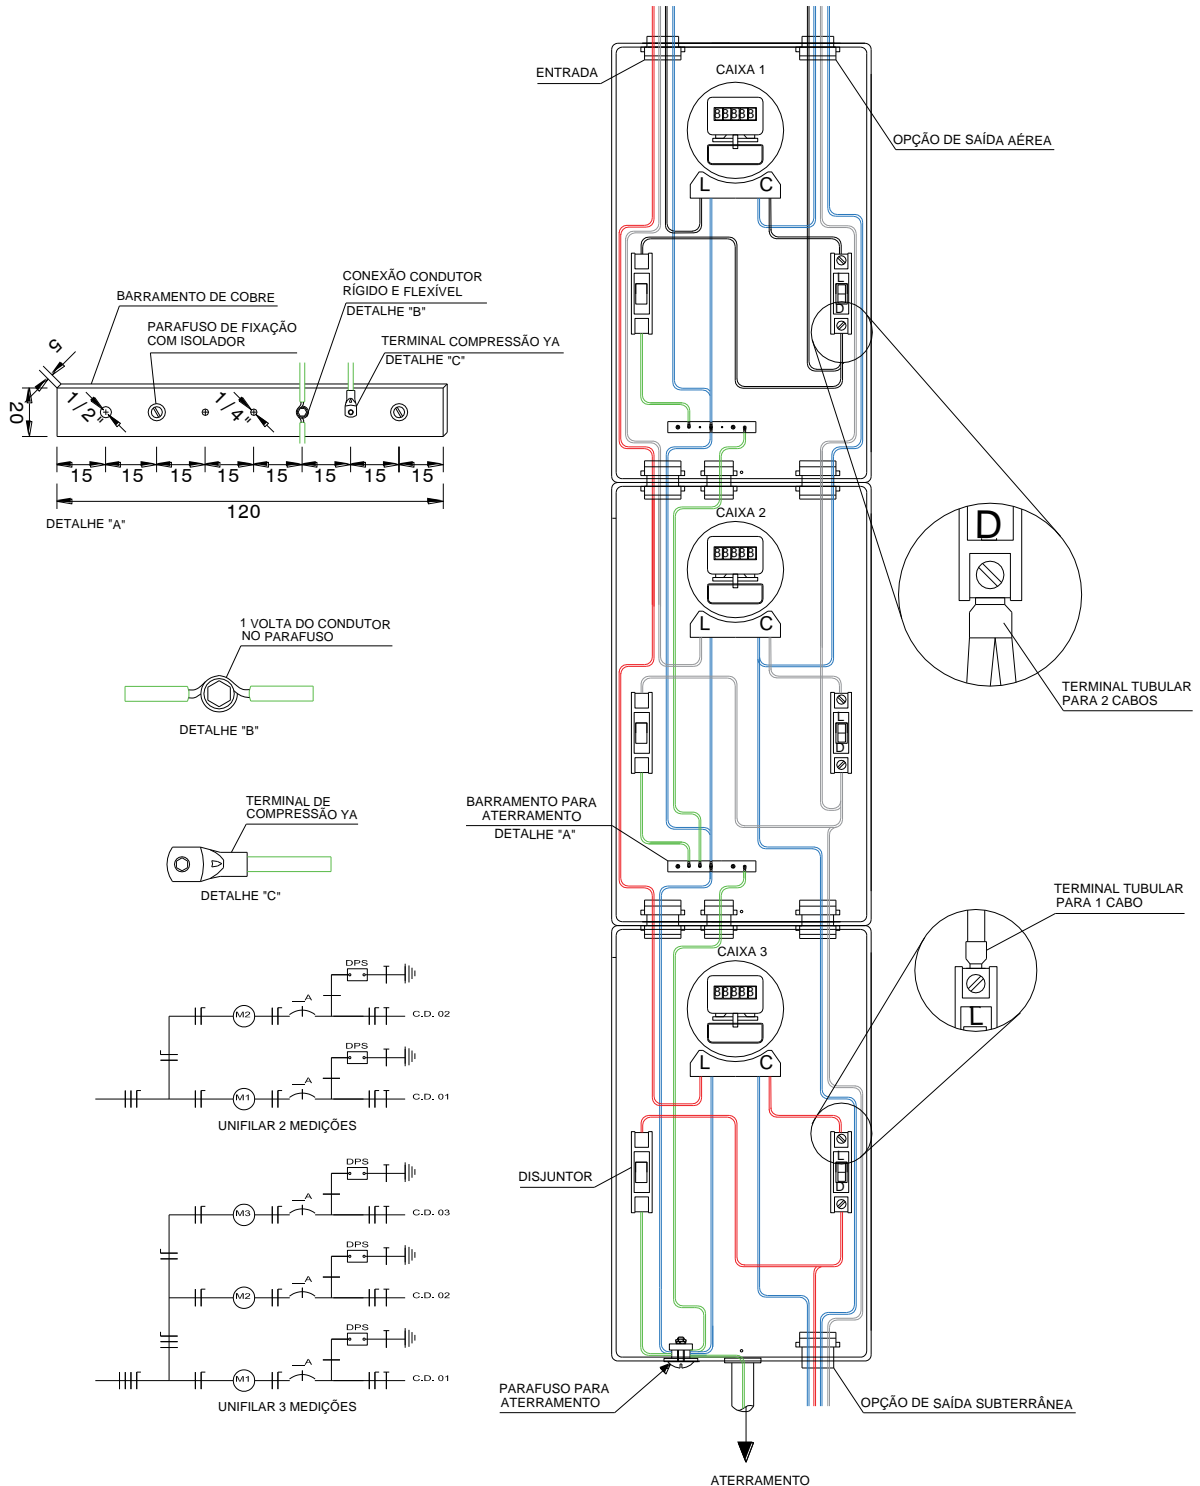 ENTRADA
CAIXA 1
OPÇÃO DE SAÍDA AÉREA
88888
L C
L
D
CONEXÃO CONDUTOR
RÍGIDO E FLEXÍVEL
DETALHE "B"
BARRAMENTO DE COBRE
PARAFUSO DE FIXAÇÃO
COM ISOLADOR
TERMINAL COMPRESSÃO YA
DETALHE "C"
5
20
1/2"
1/4"
15 15 15 15 15 15 15 15
120
DETALHE "A"
CAIXA 2
88888
L C
L
D
D
TERMINAL TUBULAR
PARA 2 CABOS
1 VOLTA DO CONDUTOR
NO PARAFUSO
DETALHE "B"
TERMINAL DE
COMPRESSÃO YA
DETALHE "C"
BARRAMENTO PARA
ATERRAMENTO
DETALHE "A"
TERMINAL TUBULAR
PARA 1 CABO
L
CAIXA 3
88888
L C
L
D
DISJUNTOR
DPS
M2
A
C.D. 02
DPS
M1
A
C.D. 01
UNIFILAR 2 MEDIÇÕES
DPS
M3
A
C.D. 03
DPS
M2
A
C.D. 02
DPS
M1
A
C.D. 01
UNIFILAR 3 MEDIÇÕES
PARAFUSO PARA
ATERRAMENTO
OPÇÃO DE SAÍDA SUBTERRÂNEA
ATERRAMENTO